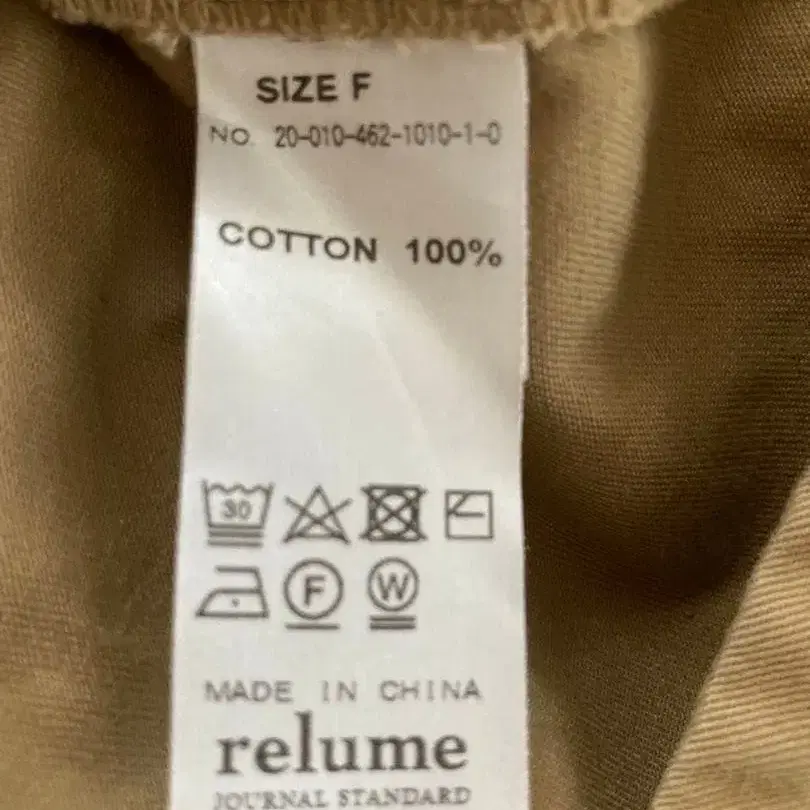 SIZE F
NO. 20-010-462-1010-1-0
COTTON 100%
30
F W
MADE IN CHINA
relume
JOURNAL STANDARD